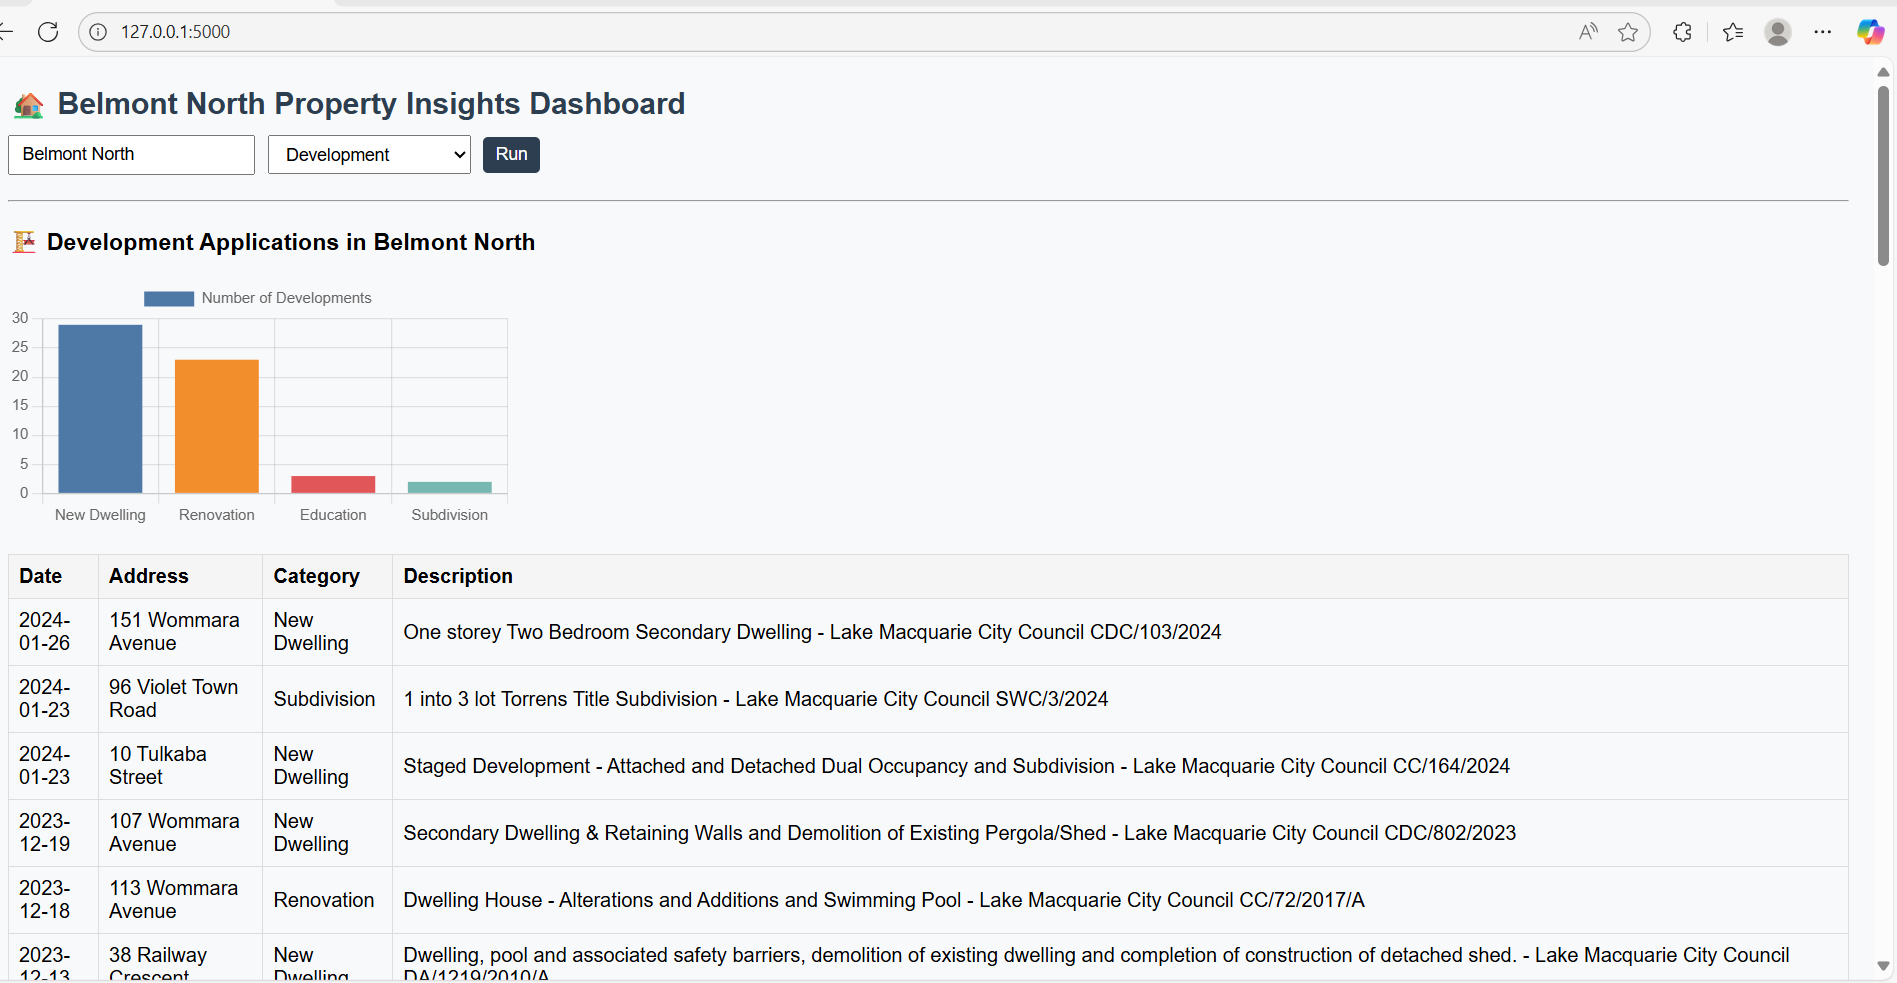 127.0.0.1:5000
Belmont North Property Insights Dashboard
Belmont North
Development
Run
Development Applications in Belmont North
Number of Developments
30
25
20
15
10
5
0
New Dwelling
Renovation
Education
Subdivision
Date
Address
Category
Description
2024-
01-26
151 Wommara
Avenue
New
Dwelling
One storey Two Bedroom Secondary Dwelling - Lake Macquarie City Council CDC/103/2024
2024-
01-23
96 Violet Town
Road
Subdivision
1 into 3 lot Torrens Title Subdivision - Lake Macquarie City Council SWC/3/2024
2024-
01-23
10 Tulkaba
Street
New
Dwelling
Staged Development - Attached and Detached Dual Occupancy and Subdivision - Lake Macquarie City Council CC/164/2024
2023-
12-19
107 Wommara
Avenue
New
Dwelling
Secondary Dwelling & Retaining Walls and Demolition of Existing Pergola/Shed - Lake Macquarie City Council CDC/802/2023
2023-
12-18
113 Wommara
Avenue
Renovation
Dwelling House - Alterations and Additions and Swimming Pool - Lake Macquarie City Council CC/72/2017/A
2023-
12-13
38 Railway
Crescent
New
Dwelling
Dwelling, pool and associated safety barriers, demolition of existing dwelling and completion of construction of detached shed. - Lake Macquarie City Council
DA/1219/2010/A